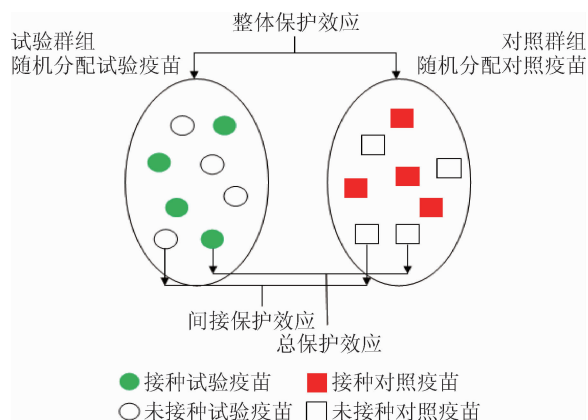 整体保护效应
试验群组
随机分配试验疫苗
对照群组
随机分配对照疫苗
间接保护效应
总保护效应
接种试验疫苗
接种对照疫苗
未接种试验疫苗
未接种对照疫苗